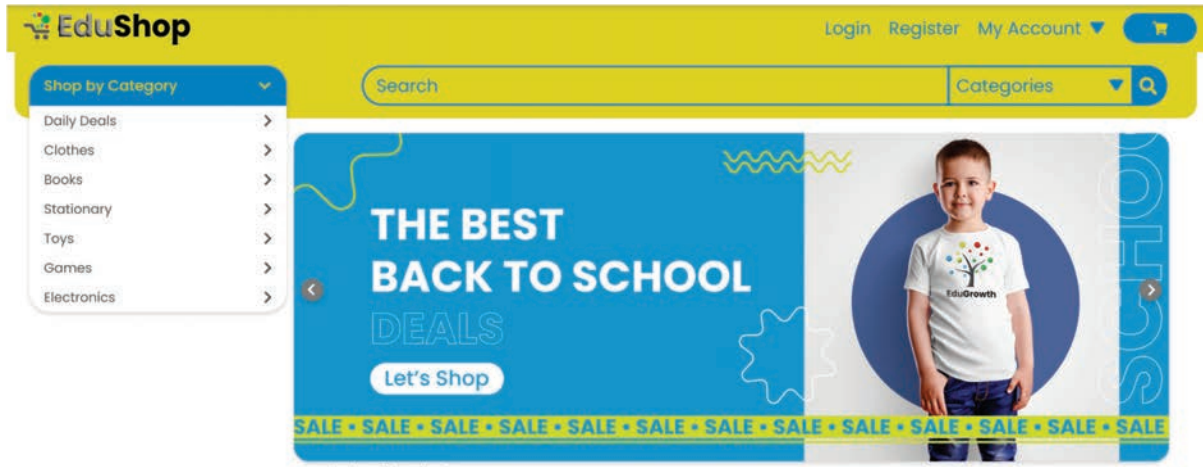 EduShop
Login Register My Account
Shop by Category
Search
Categories
Daily Deals
Clothes
Books
Stationary
Toys
Games
Electronics
THE BEST
BACK TO SCHOOL
DEALS
Let's Shop
EduGrowth
SCHOO
SALE • SALE • SALE • SALE • SALE • SALE • SALE • SALE • SALE • SALE • SALE • SALE • SALE